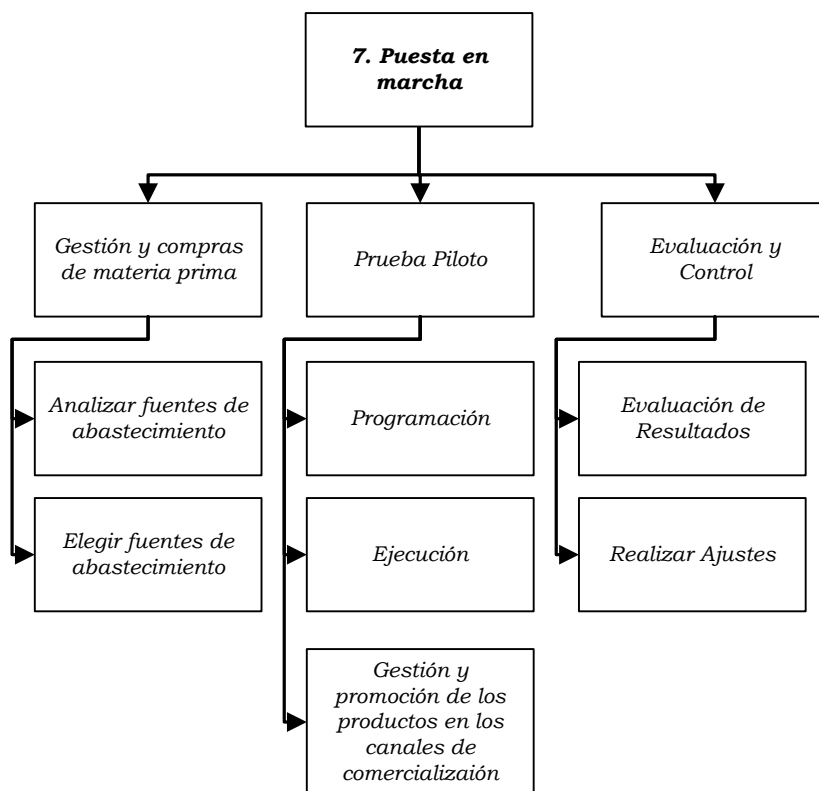 7. Puesta en
marcha
Gestión y compras
de materia prima
Prueba Piloto
Evaluación y
Control
Analizar fuentes de
abastecimiento
Programación
Evaluación de
Resultados
Elegir fuentes de
abastecimiento
Ejecución
Realizar Ajustes
Gestión y
promoción de los
productos en los
canales de
comercializaión